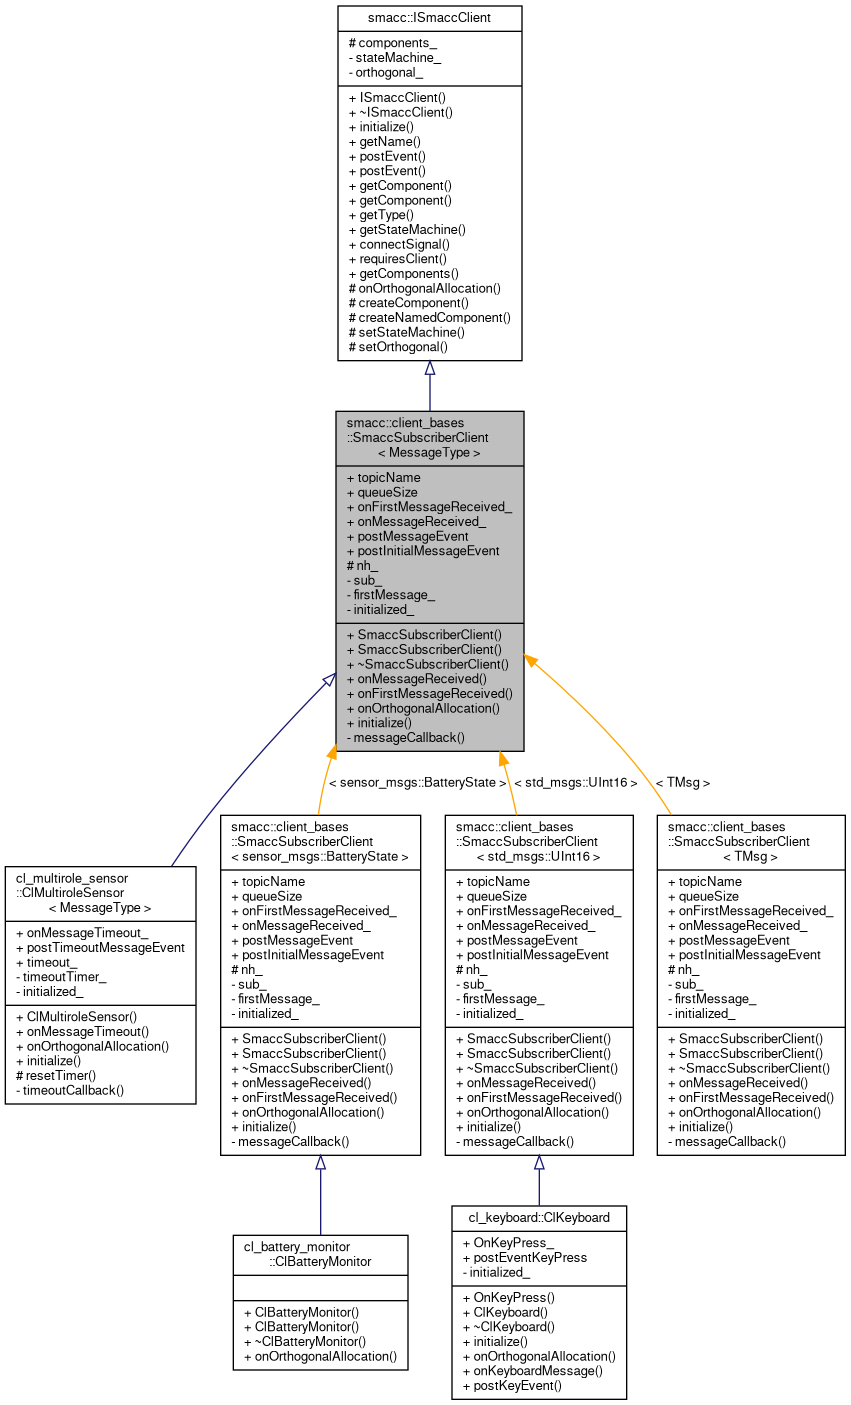 smacc::ISmaccClient
# components_
- stateMachine_
- orthogonal_
+ ISmaccClient()
+ ~ISmaccClient()
+ initialize()
+ getName()
+ postEvent()
+ postEvent()
+ getComponent()
+ getComponent()
+ getType()
+ getStateMachine()
+ connectSignal()
+ requiresClient()
+ getComponents()
# onOrthogonalAllocation()
# createComponent()
# createNamedComponent()
# setStateMachine()
# setOrthogonal()
smacc::client_bases
::SmaccSubscriberClient
< MessageType >
+ topicName
+ queueSize
+ onFirstMessageReceived_
+ onMessageReceived_
+ postMessageEvent
+ postInitialMessageEvent
# nh_
- sub_
- firstMessage_
- initialized_
+ SmaccSubscriberClient()
+ SmaccSubscriberClient()
+ ~SmaccSubscriberClient()
+ onMessageReceived()
+ onFirstMessageReceived()
+ onOrthogonalAllocation()
+ initialize()
- messageCallback()
< sensor_msgs::BatteryState >
< std_msgs::UInt16 >
< TMsg >
cl_multirole_sensor
::ClMultiroleSensor
< MessageType >
+ onMessageTimeout_
+ postTimeoutMessageEvent
+ timeout_
- timeoutTimer_
- initialized_
+ ClMultiroleSensor()
+ onMessageTimeout()
+ onOrthogonalAllocation()
+ initialize()
# resetTimer()
- timeoutCallback()
smacc::client_bases
::SmaccSubscriberClient
< sensor_msgs::BatteryState >
+ topicName
+ queueSize
+ onFirstMessageReceived_
+ onMessageReceived_
+ postMessageEvent
+ postInitialMessageEvent
# nh_
- sub_
- firstMessage_
- initialized_
+ SmaccSubscriberClient()
+ SmaccSubscriberClient()
+ ~SmaccSubscriberClient()
+ onMessageReceived()
+ onFirstMessageReceived()
+ onOrthogonalAllocation()
+ initialize()
- messageCallback()
smacc::client_bases
::SmaccSubscriberClient
< std_msgs::UInt16 >
+ topicName
+ queueSize
+ onFirstMessageReceived_
+ onMessageReceived_
+ postMessageEvent
+ postInitialMessageEvent
# nh_
- sub_
- firstMessage_
- initialized_
+ SmaccSubscriberClient()
+ SmaccSubscriberClient()
+ ~SmaccSubscriberClient()
+ onMessageReceived()
+ onFirstMessageReceived()
+ onOrthogonalAllocation()
+ initialize()
- messageCallback()
smacc::client_bases
::SmaccSubscriberClient
< TMsg >
+ topicName
+ queueSize
+ onFirstMessageReceived_
+ onMessageReceived_
+ postMessageEvent
+ postInitialMessageEvent
# nh_
- sub_
- firstMessage_
- initialized_
+ SmaccSubscriberClient()
+ SmaccSubscriberClient()
+ ~SmaccSubscriberClient()
+ onMessageReceived()
+ onFirstMessageReceived()
+ onOrthogonalAllocation()
+ initialize()
- messageCallback()
cl_battery_monitor
::ClBatteryMonitor
+ ClBatteryMonitor()
+ ClBatteryMonitor()
+ ~ClBatteryMonitor()
+ onOrthogonalAllocation()
cl_keyboard::ClKeyboard
+ OnKeyPress_
+ postEventKeyPress
- initialized_
+ OnKeyPress()
+ ClKeyboard()
+ ~ClKeyboard()
+ initialize()
+ onOrthogonalAllocation()
+ onKeyboardMessage()
+ postKeyEvent()